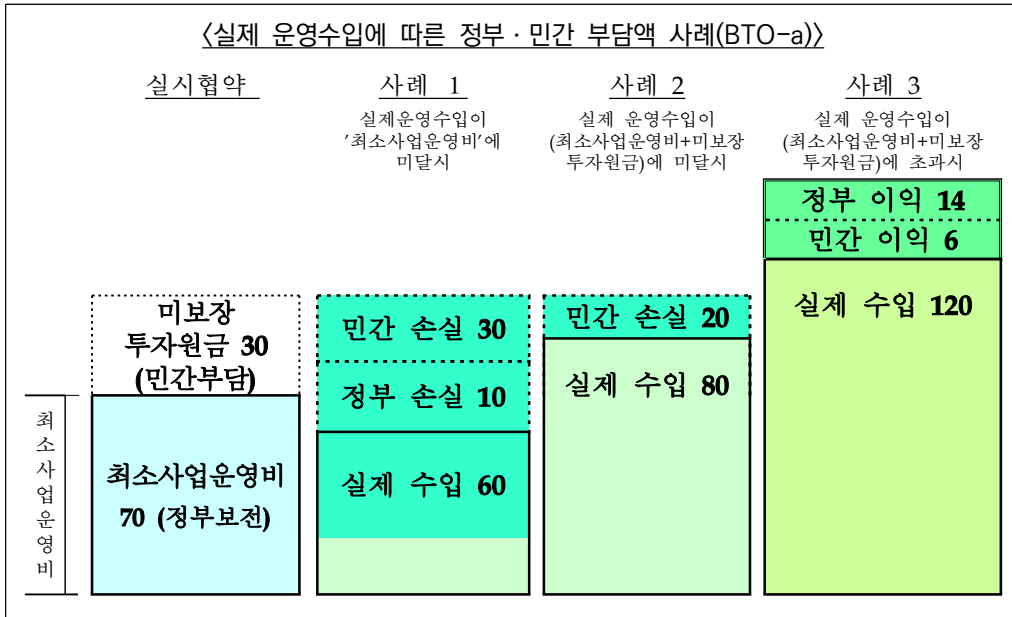 〈실제 운영수입에 따른 정부 · 민간 부담액 사례(BTO-a)〉
실시협약
사례 1
실제운영수입이
'최소사업운영비'에
미달시
사례 2
실제 운영수입이
(최소사업운영비+미보장
투자원금)에 미달시
사례 3
실제 운영수입이
(최소사업운영비+미보장
투자원금)에 초과시
최소사업운영비
미보장
투자원금 30
(민간부담)
최소사업운영비
70 (정부보전)
민간 손실 30
정부 손실 10
실제 수입 60
민간 손실 20
실제 수입 80
정부 이익 14
민간 이익 6
실제 수입 120